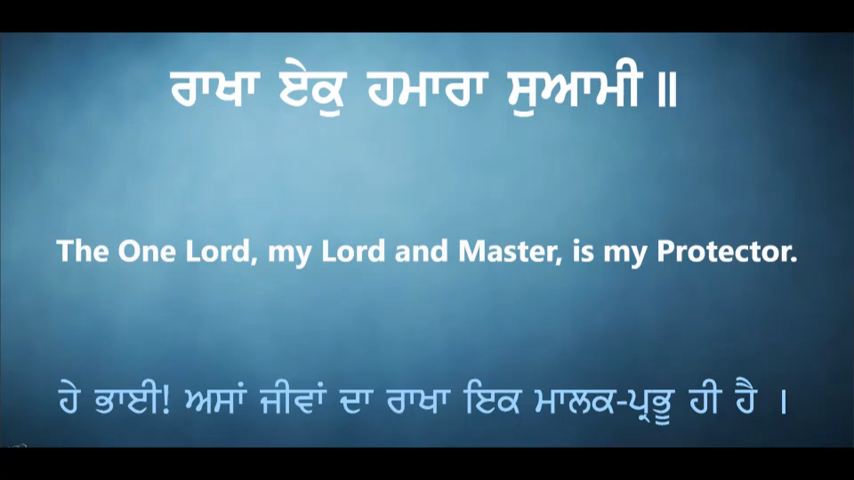 ਰਾਖਾ ਏਕੁ ਹਮਾਰਾ ਸੁਆਮੀ ॥
The One Lord, my Lord and Master, is my Protector.
ਹੇ ਭਾਈ! ਅਸਾਂ ਜੀਵਾਂ ਦਾ ਰਾਖਾ ਇਕ ਮਾਲਕ-ਪ੍ਰਭੂ ਹੀ ਹੈ ।